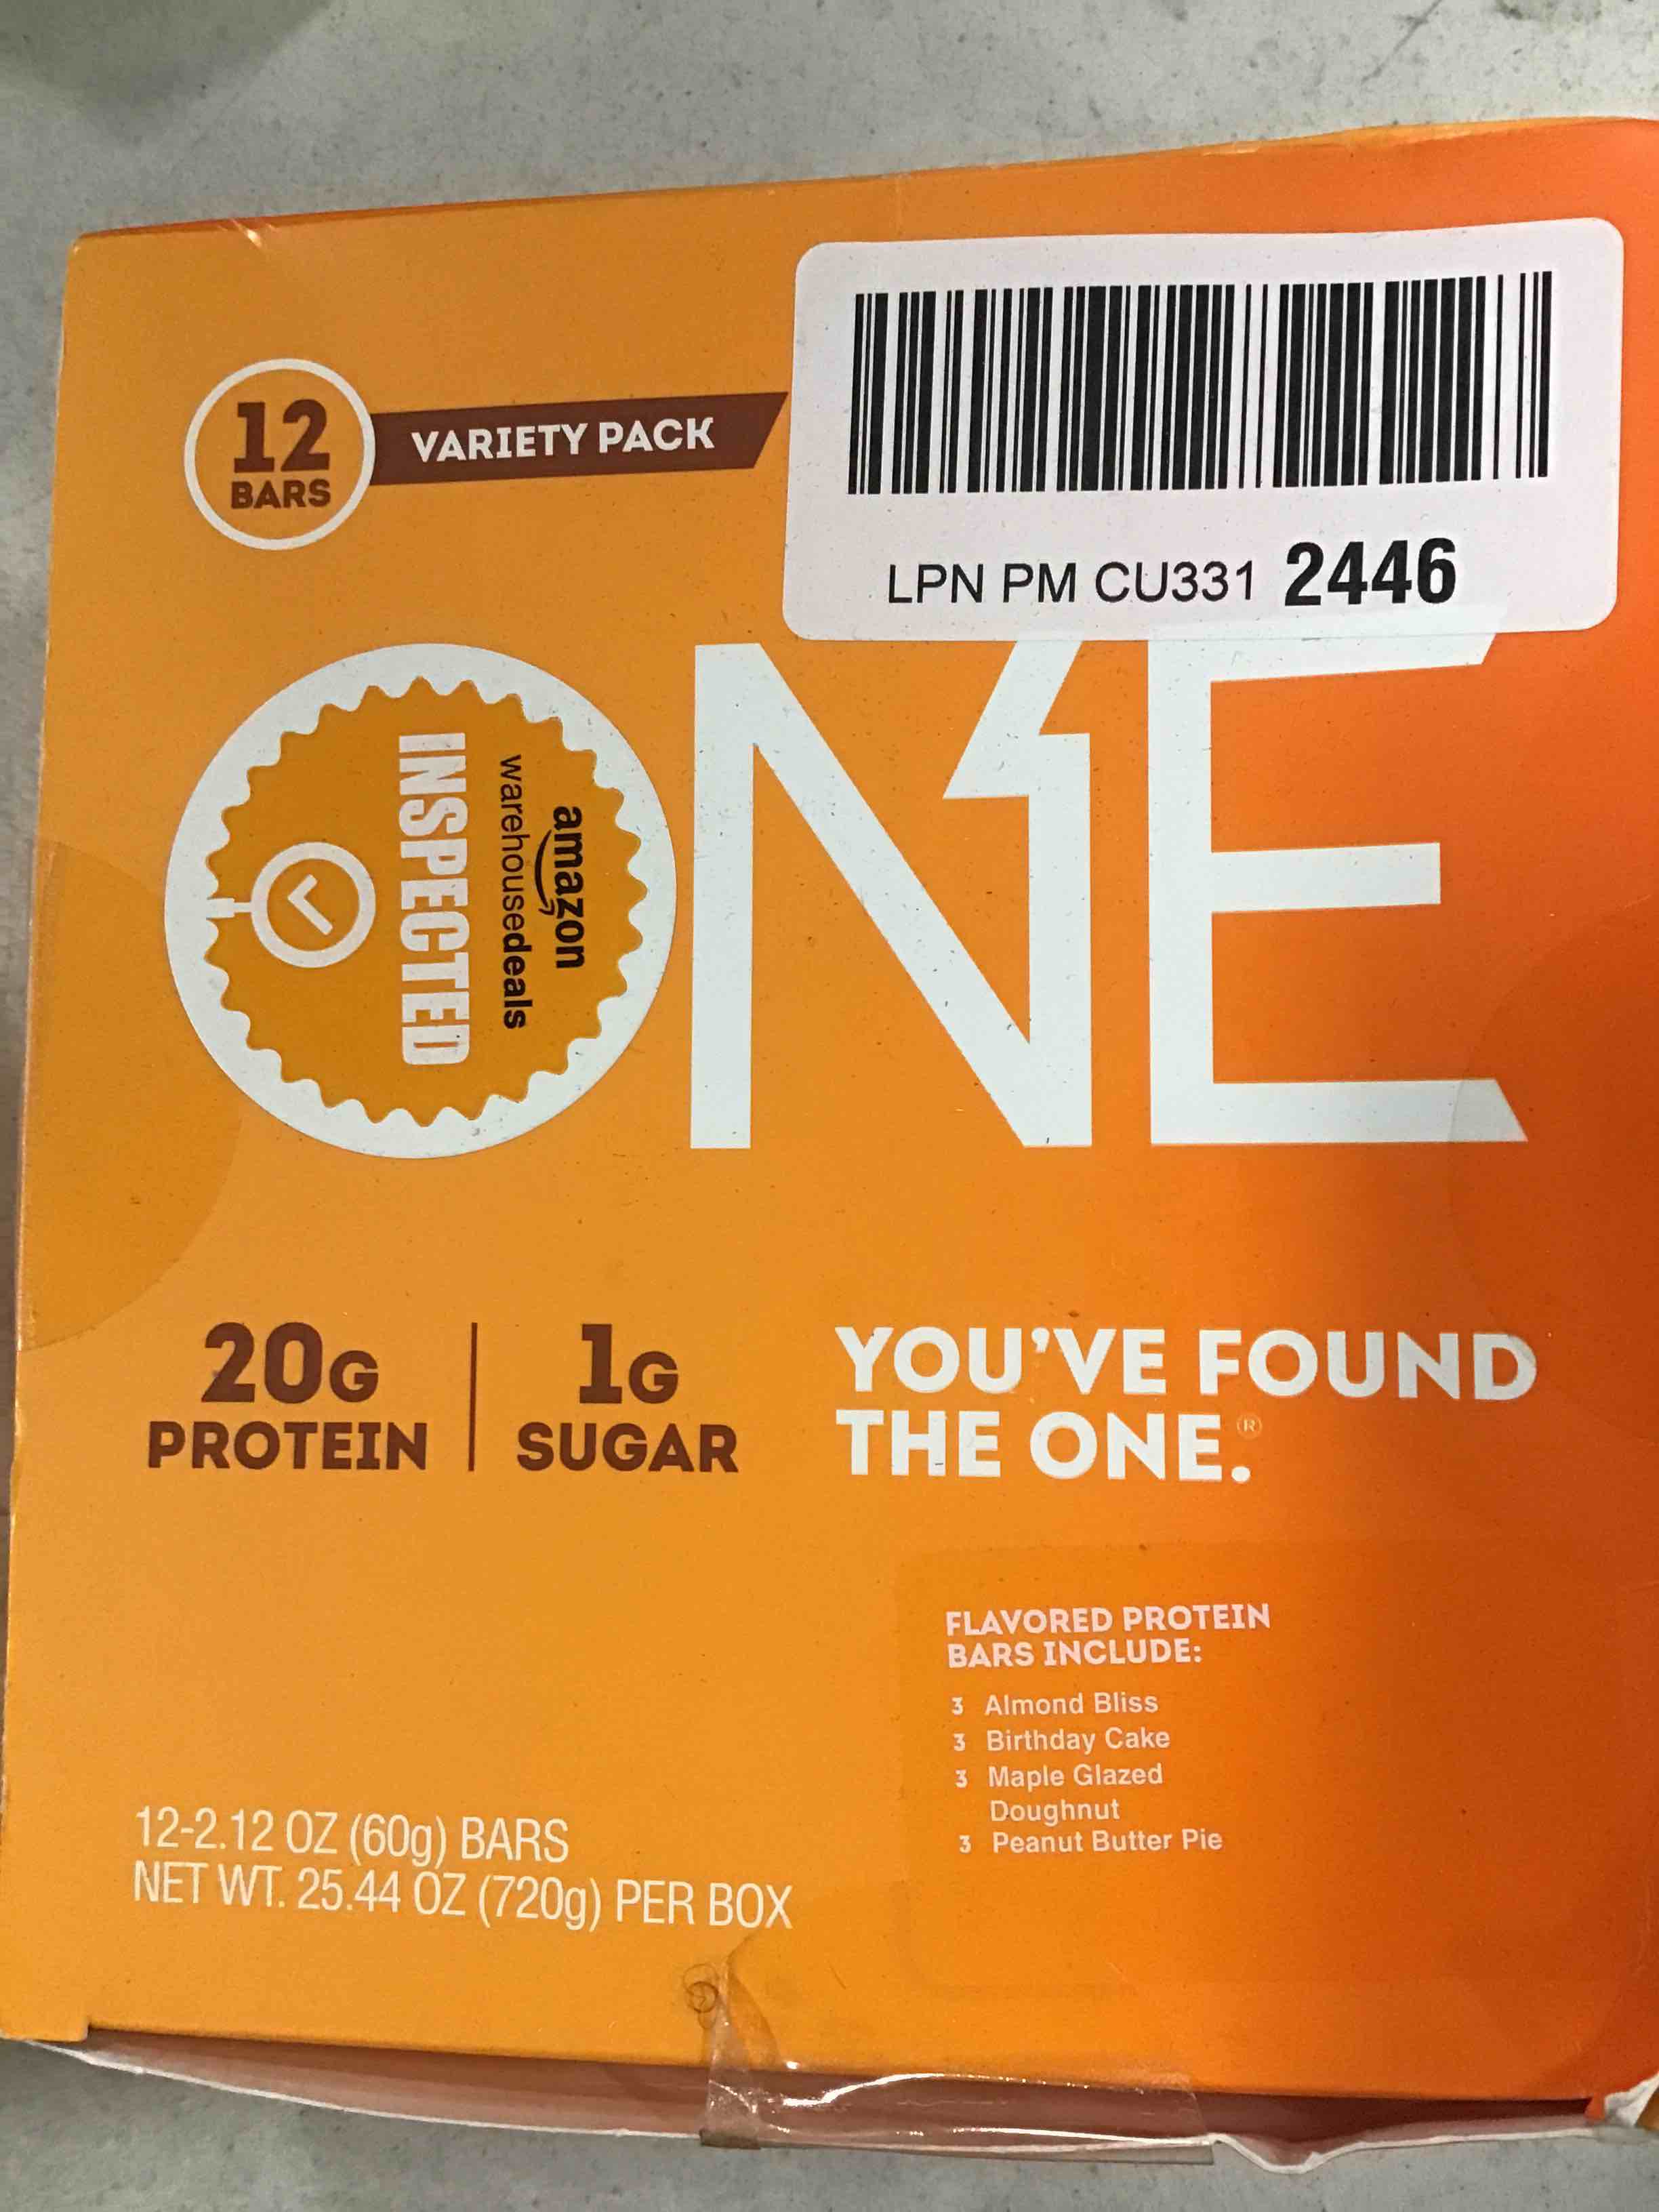 12
BARS
VARIETY PACK
LPN PM CU331 2446
ONE
amazon
warehousedeals
INSPECTED
20G
PROTEIN
1G
SUGAR
YOU'VE FOUND
THE ONE.®
FLAVORED PROTEIN
BARS INCLUDE:
3 Almond Bliss
3 Birthday Cake
3 Maple Glazed
Doughnut
3 Peanut Butter Pie
12-2.12 OZ (60g) BARS
NET WT. 25.44 OZ (720g) PER BOX